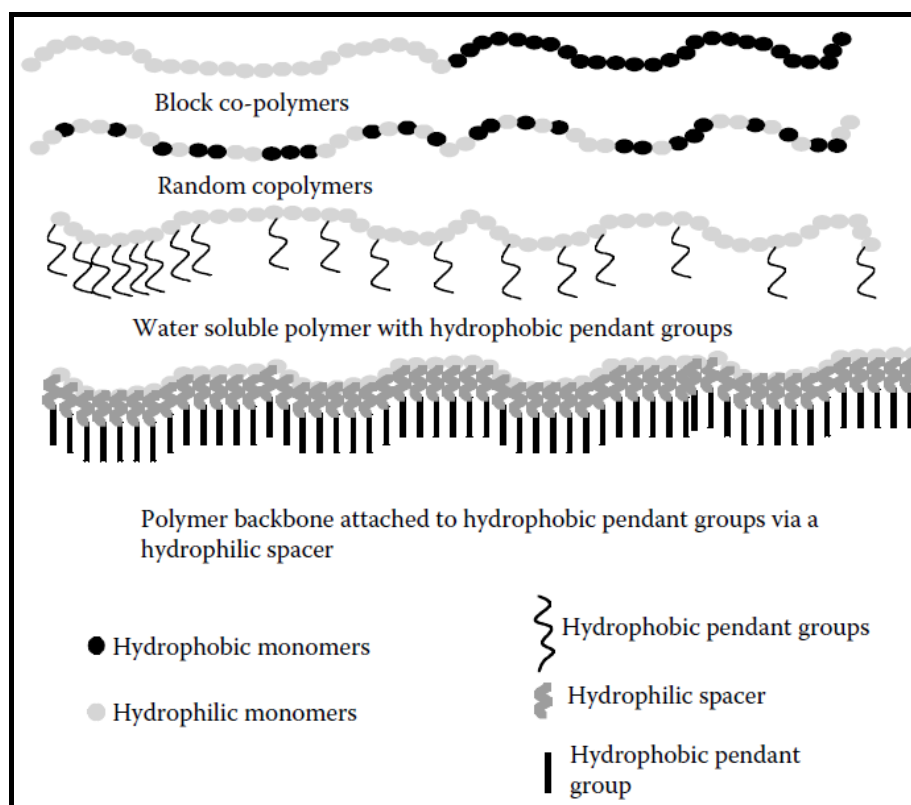 Block co-polymers
Random copolymers
Water soluble polymer with hydrophobic pendant groups
Polymer backbone attached to hydrophobic pendant groups via a
hydrophilic spacer
Hydrophobic monomers
Hydrophilic monomers
Hydrophobic pendant groups
Hydrophilic spacer
Hydrophobic pendant
group